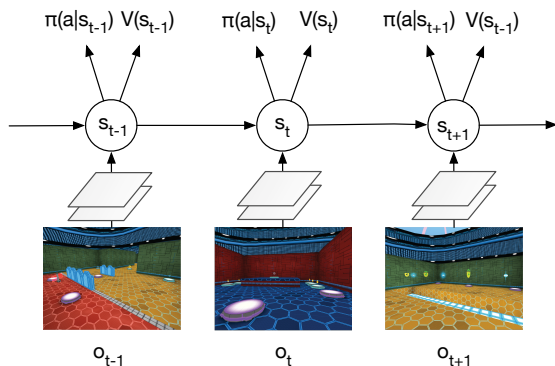 π(a|s_{t-1}) V(s_{t-1}) π(a|s_t) V(s_t) π(a|s_{t+1}) V(s_{t-1})
s_{t-1} s_t s_{t+1}
o_{t-1} o_t o_{t+1}